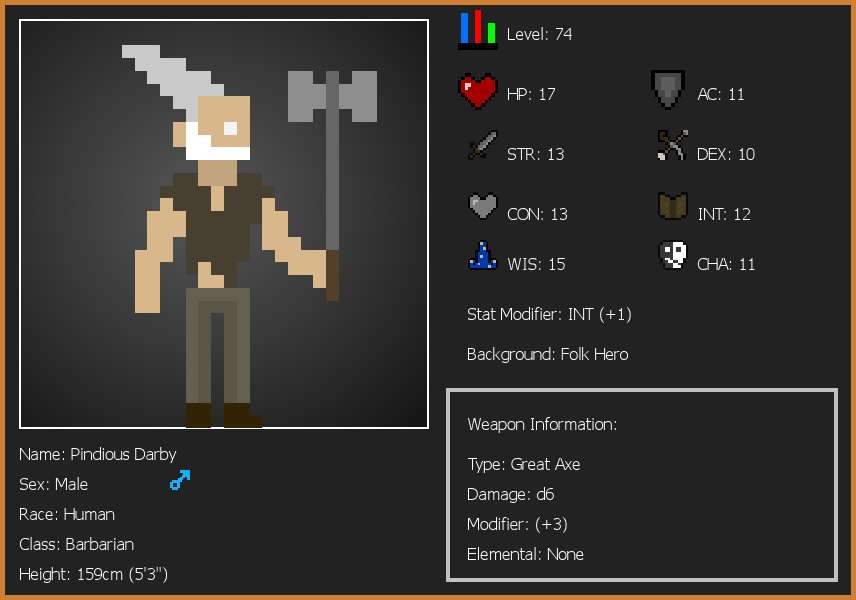 Level: 74
HP: 17
AC: 11
STR: 13
DEX: 10
CON: 13
INT: 12
WIS: 15
CHA: 11
Stat Modifier: INT (+1)
Background: Folk Hero
Weapon Information:
Type: Great Axe
Damage: d6
Modifier: (+3)
Elemental: None
Name: Pindious Darby
Sex: Male
Race: Human
Class: Barbarian
Height: 159cm (5'3")